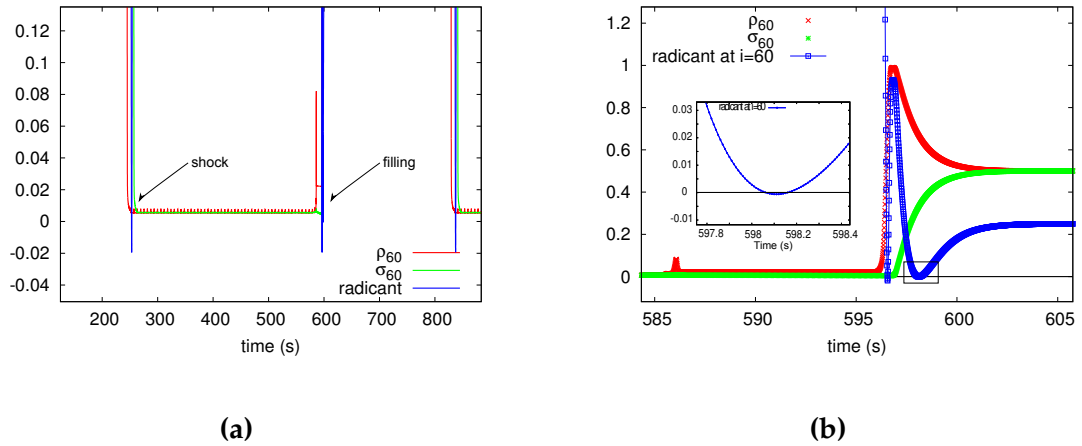 0.12
0.1
0.08
0.06
0.04
0.02
0
-0.02
-0.04
shock
filling
ρ60
σ60
radicant
200 300 400 500 600 700 800
time (s)
(a)
1.2
1
0.8
0.6
0.4
0.2
0
ρ60
σ60
radicant at i=60
0.03
0.02
0.01
0
-0.01
radicant at i=60
597.8 598 598.2 598.4
Time (s)
585 590 595 600 605
time (s)
(b)